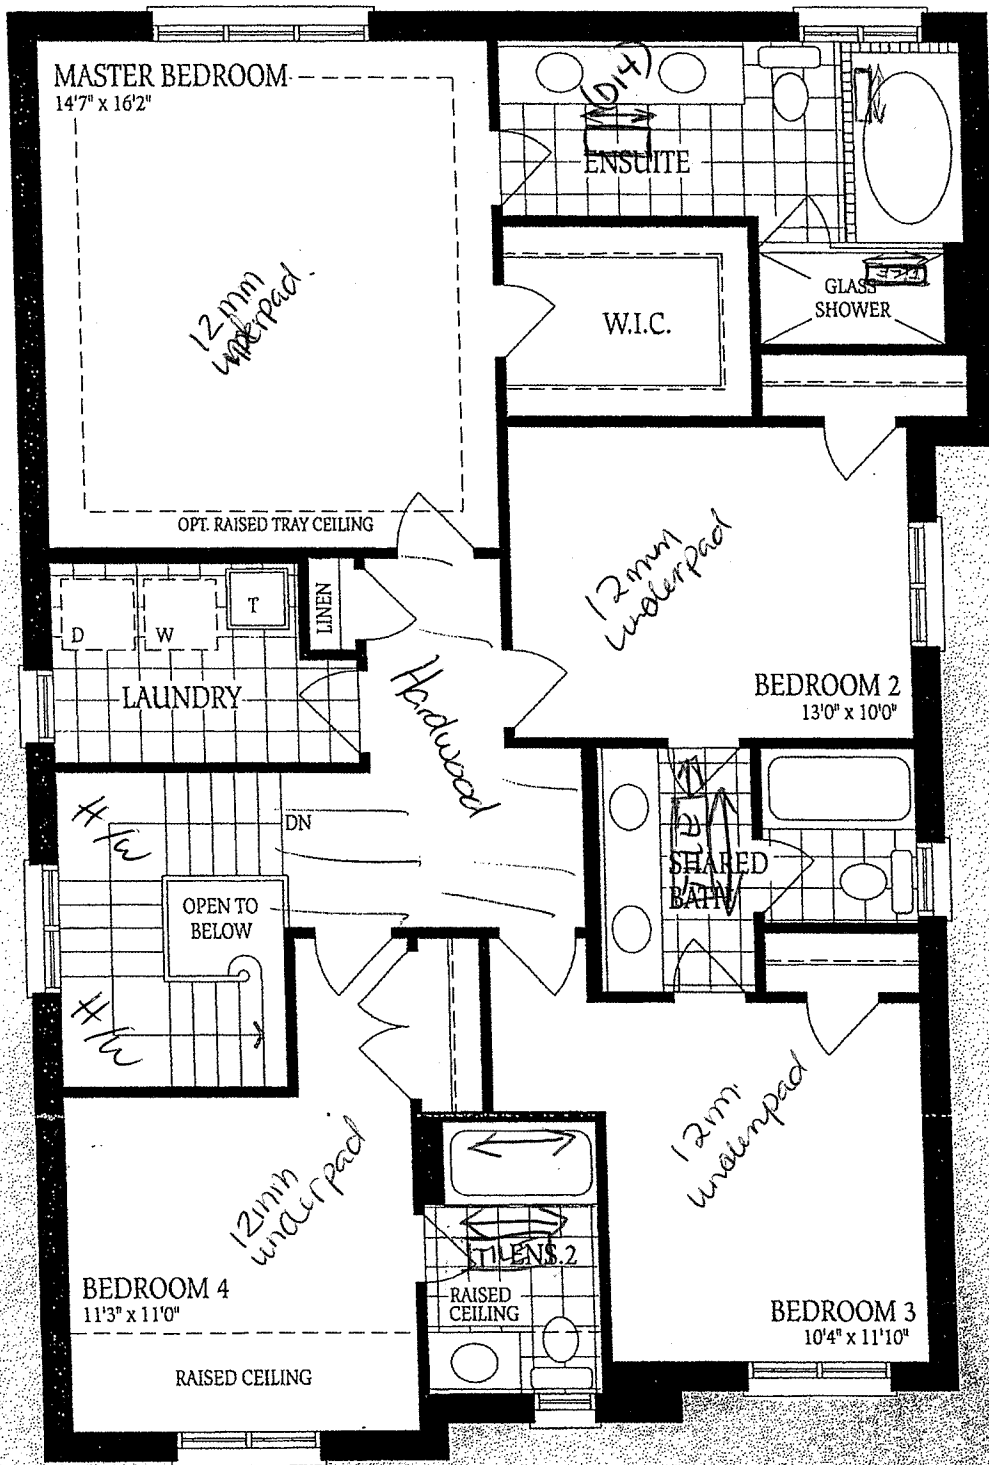 MASTER BEDROOM
14'7" x 16'2"
(D14)
ENSUITE
12mm
underpad.
W.I.C.
GLASS
SHOWER
OPT. RAISED TRAY CEILING
12mm
underpad
LINEN
T
D
W
LAUNDRY
Hardwood
BEDROOM 2
13'0" x 10'0"
DN
H/W
SHARED
BATH
OPEN TO
BELOW
H/W
12mm
underpad
12mm
underpad
TILE
ENS.2
BEDROOM 4
11'3" x 11'0"
RAISED
CEILING
BEDROOM 3
10'4" x 11'10"
RAISED CEILING